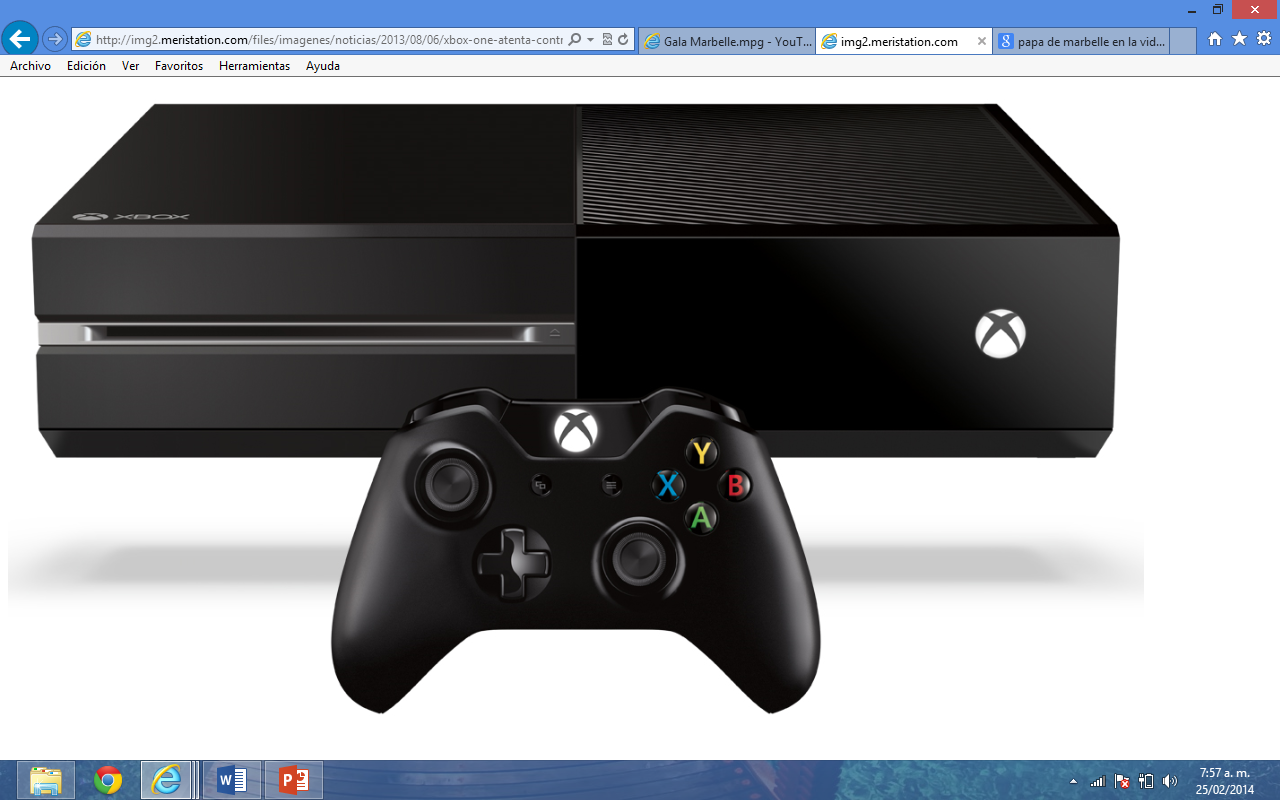 http://img2.meristation.com/files/imagenes/noticias/2013/08/06/xbox-one-atenta-contr
Gala Marbelle.mpg - YouT...
img2.meristation.com
papa de marbelle en la vid...
Archivo Edición Ver Favoritos Herramientas Ayuda
XBOX
Y
X B
A
7:57 a. m.
25/02/2014